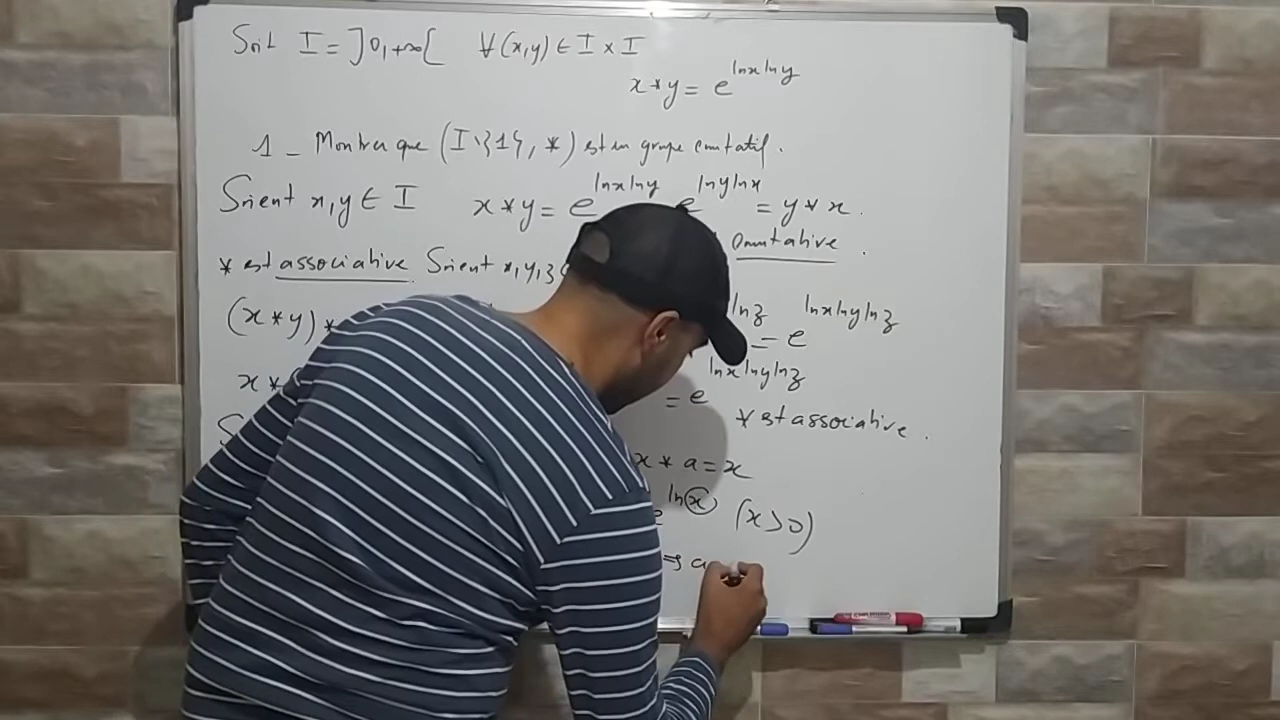 Soit I = ]0,+∞[ ∀(x,y) ∈ I × I
x * y = e^{lnx lny}
1 _ Montrer que (I \ {1}, *) est un groupe commutatif.
Soient x, y ∈ I x * y = e^{lnx lny} e^{lny lnx} = y * x.
commutative.
* est associative. Soient x, y, z
(x * y) * lnz = e^{lnx lny lnz}
x * = e^{lnx lny lnz}
* est associative.
x * a = x
e^{ln(x)} (x > 0)
⇒ a